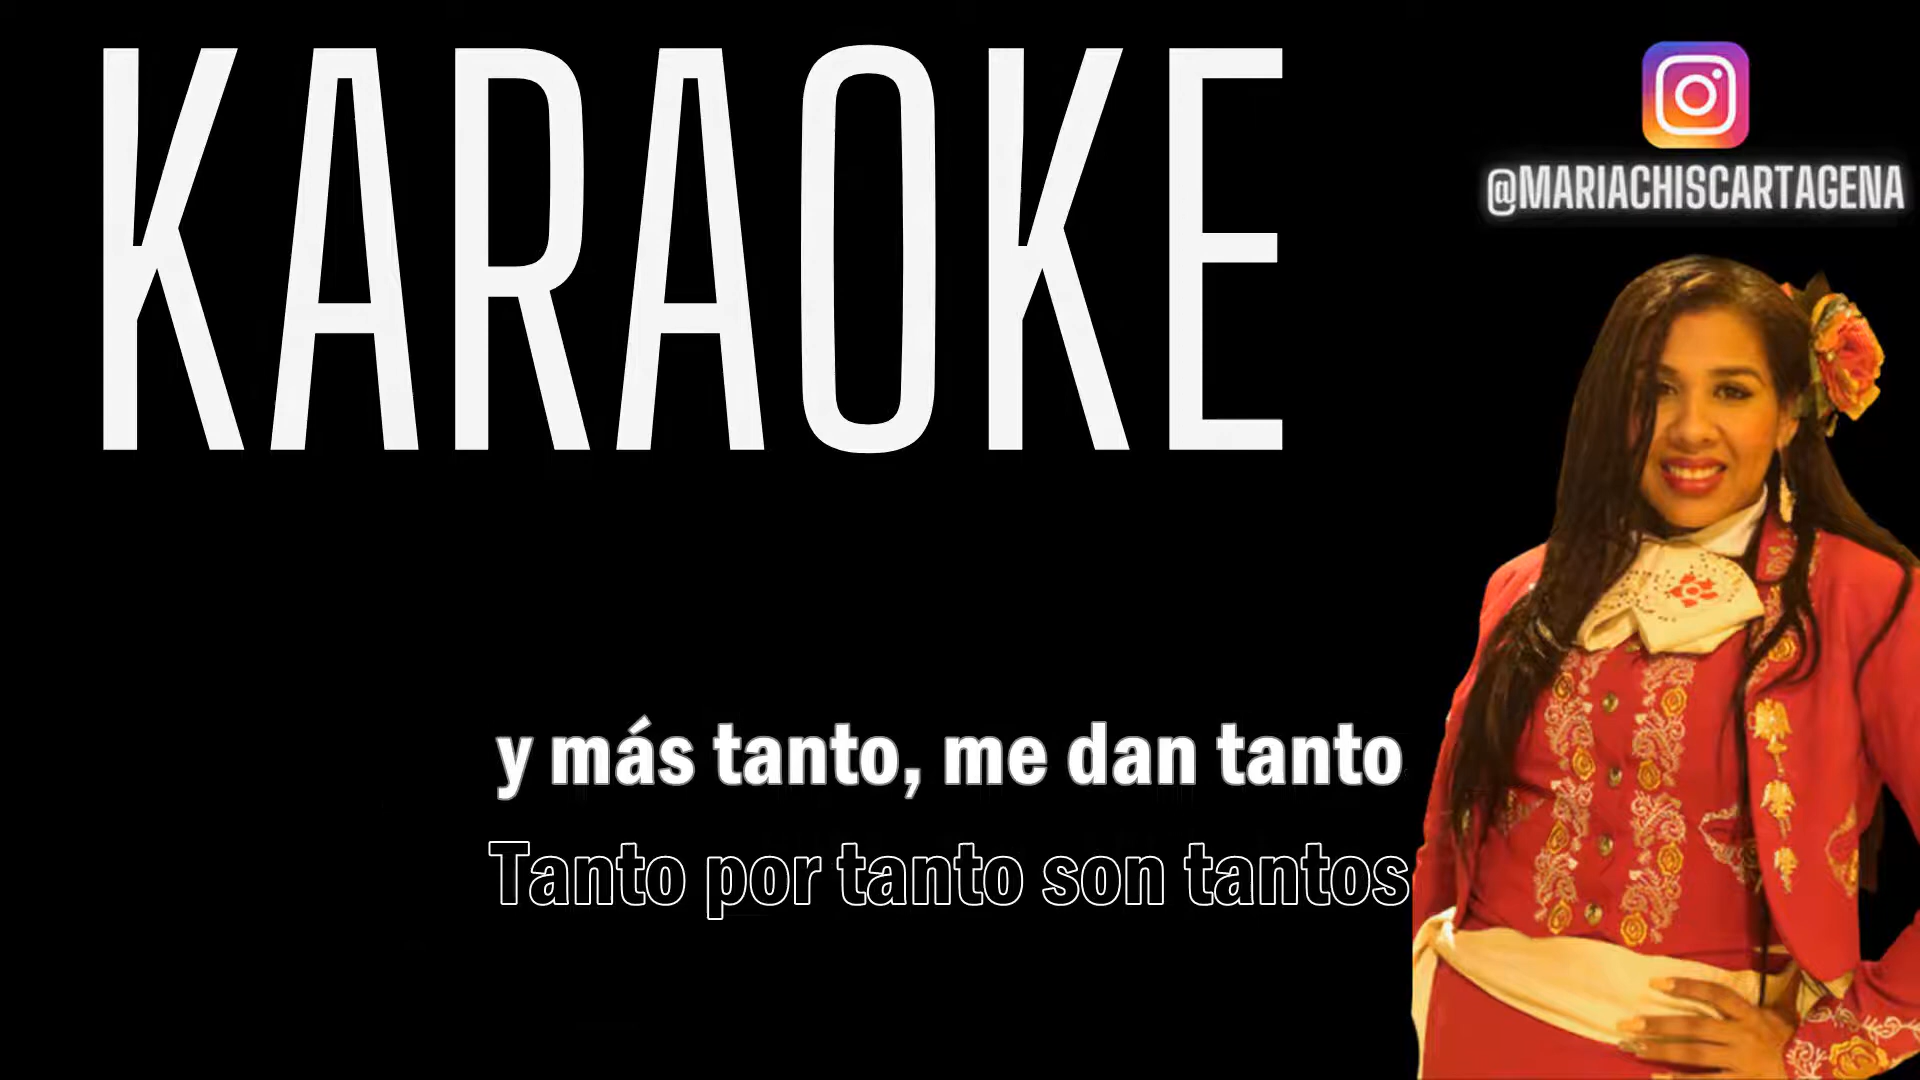 KARAOKE
@MARIACHISCARTAGENA
y más tanto, me dan tanto
Tanto por tanto son tantos